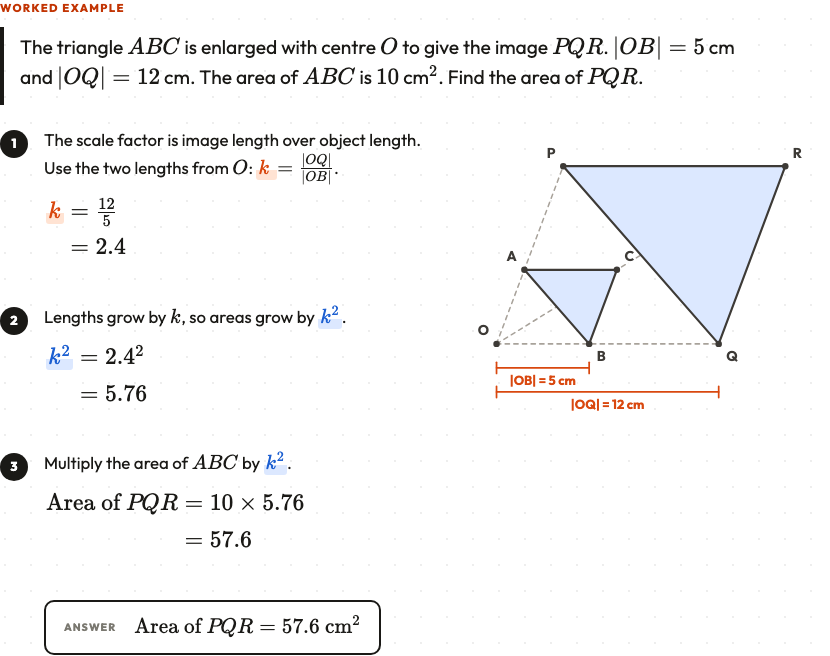 WORKED EXAMPLE
The triangle ABC is enlarged with centre O to give the image PQR. |OB| = 5 cm
and |OQ| = 12 cm. The area of ABC is 10 cm². Find the area of PQR.
1
The scale factor is image length over object length.
Use the two lengths from O: k = |OQ|/|OB|.
k = 12/5
= 2.4
2
Lengths grow by k, so areas grow by k².
k² = 2.4²
= 5.76
3
Multiply the area of ABC by k².
Area of PQR = 10 × 5.76
= 57.6
ANSWER Area of PQR = 57.6 cm²
P
R
A
C
O
B
Q
|OB| = 5 cm
|OQ| = 12 cm